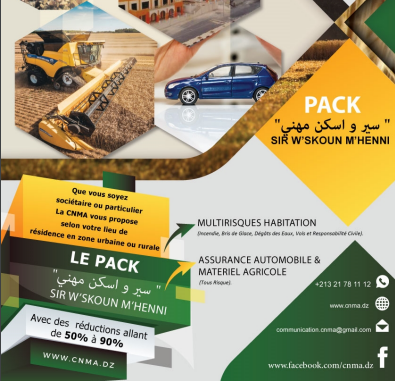 PACK
" سير و اسكن مهني "
SIR W'SKOUN M'HENNI
Que vous soyez
sociétaire ou particulier
La CNMA vous propose
selon votre lieu de
résidence en zone urbaine ou rurale
LE PACK
" سير و اسكن مهني "
SIR W'SKOUN M'HENNI
Avec des réductions allant
de 50% à 90%
WWW.CNMA.DZ
MULTIRISQUES HABITATION
(Incendie, Bris de Glace, Dégâts des Eaux, Vols et Responsabilité Civile).
ASSURANCE AUTOMOBILE &
MATERIEL AGRICOLE
(Tous Risque).
+213 21 78 11 12
www.cnma.dz
communication.cnma@gmail.com
www.facebook.com/cnma.dz